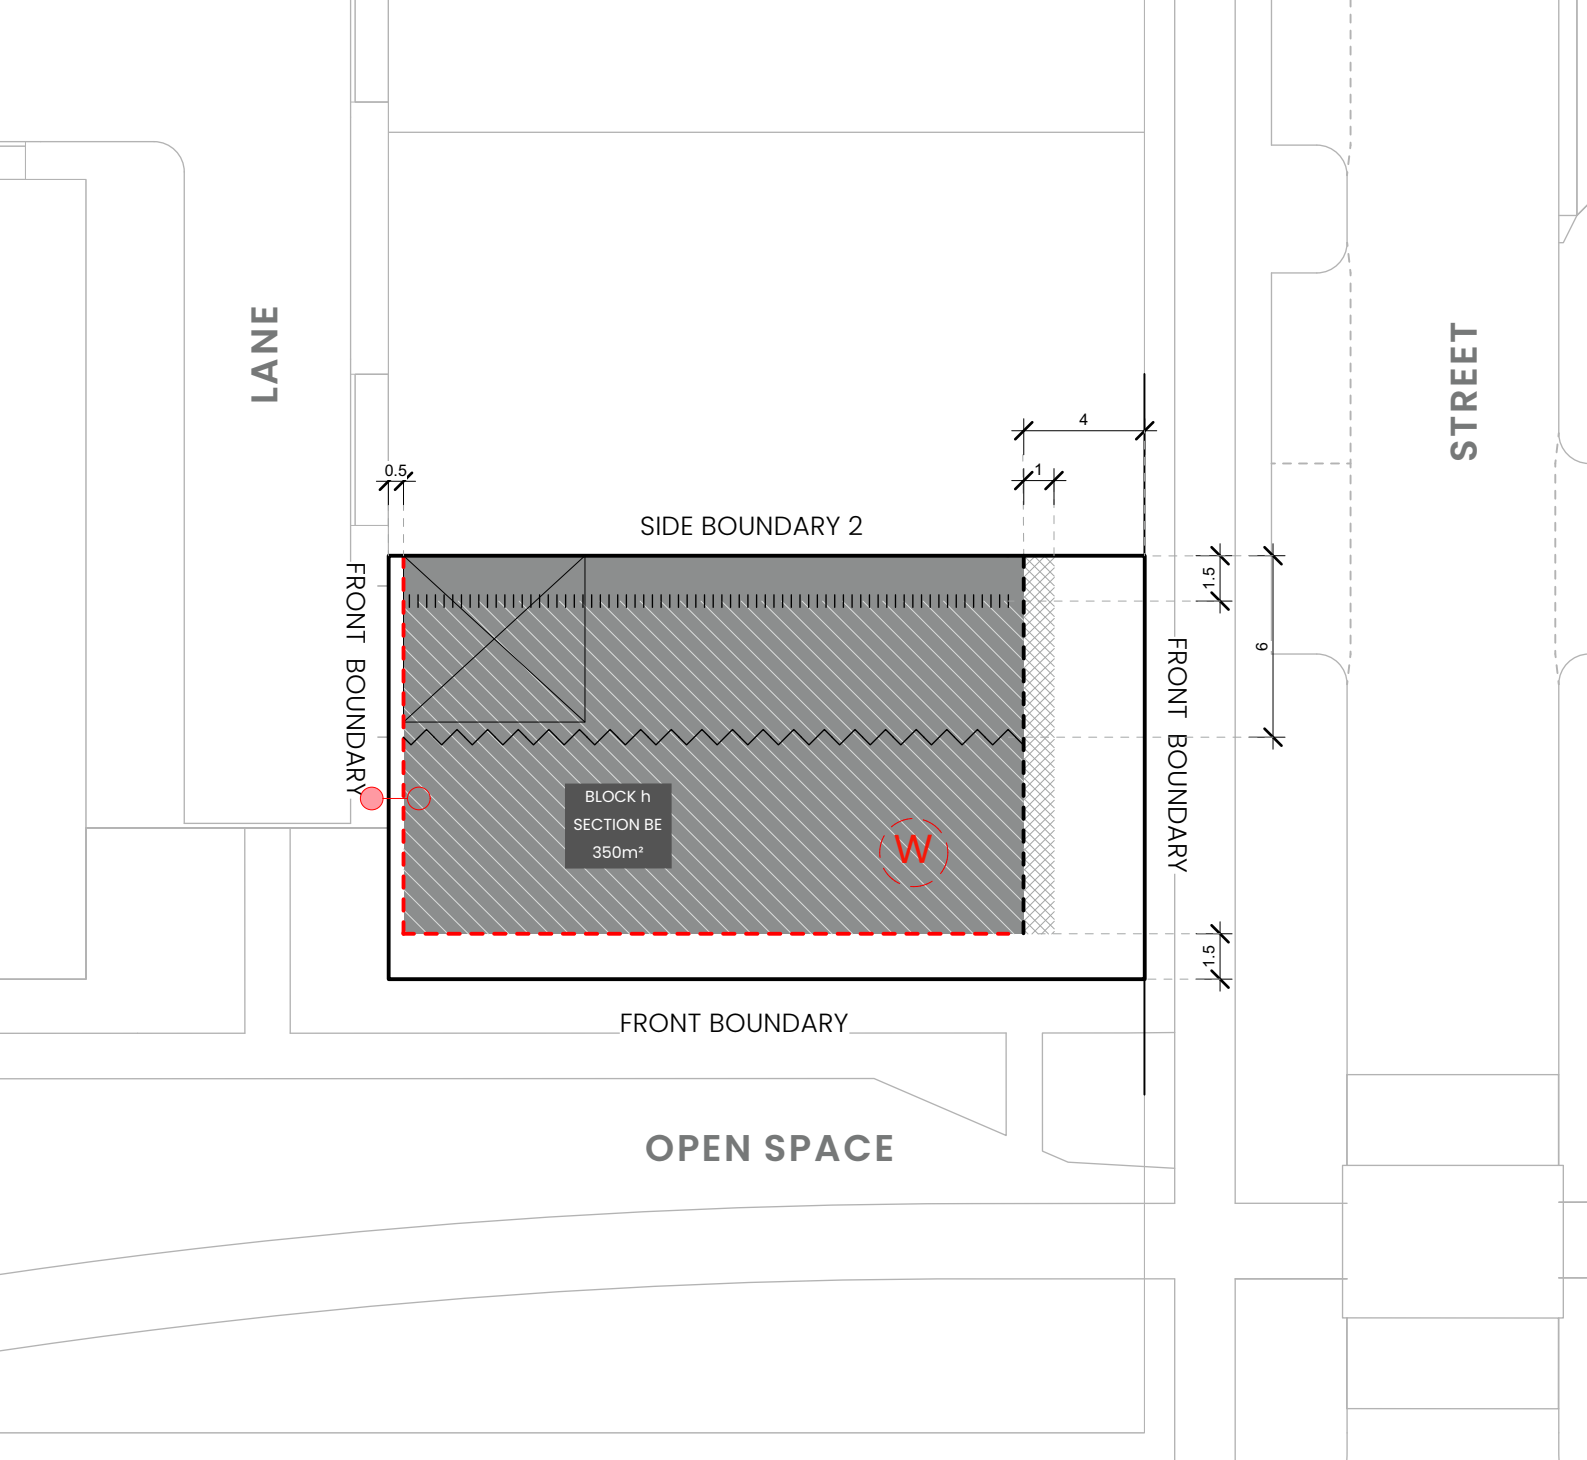 LANE
STREET
4
0.5
1
SIDE BOUNDARY 2
1.5
6
FRONT BOUNDARY
FRONT BOUNDARY
BLOCK h
SECTION BE
350m²
W
1.5
FRONT BOUNDARY
OPEN SPACE